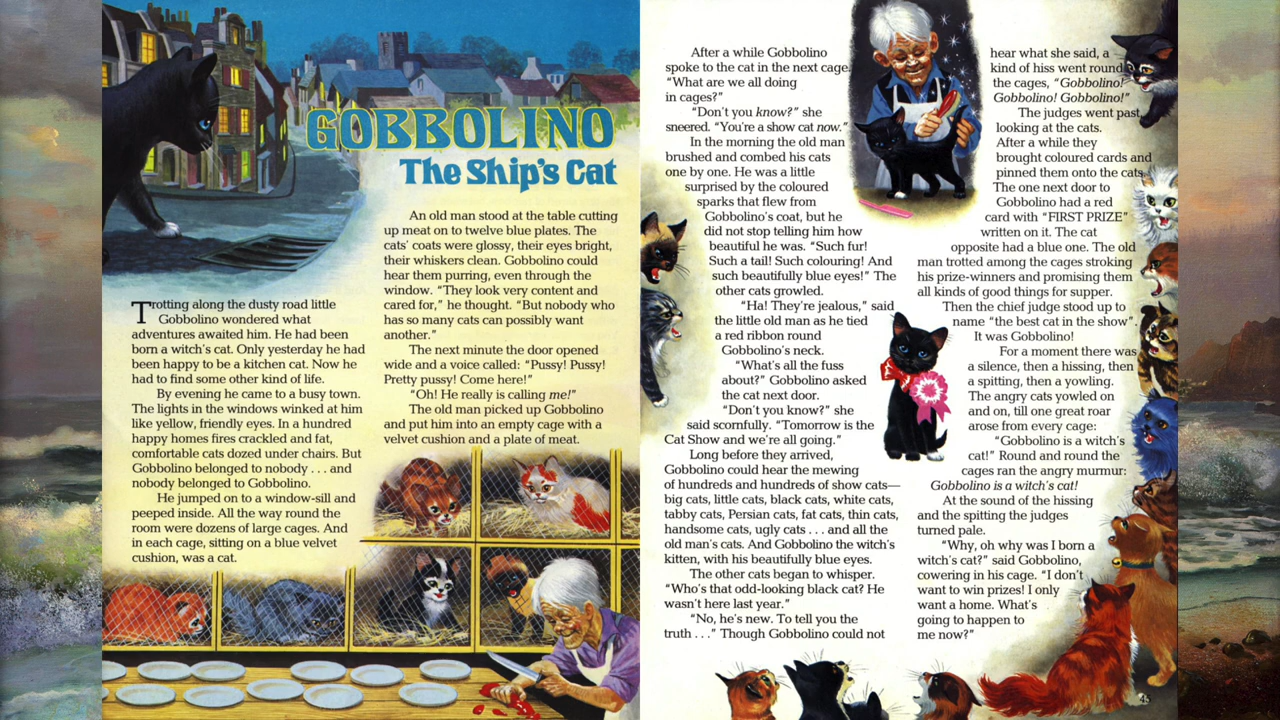 GOBBOLINO
The Ship's Cat
Trotting along the dusty road little
Gobbolino wondered what
adventures awaited him. He had been
born a witch's cat. Only yesterday he had
been happy to be a kitchen cat. Now he
had to find some other kind of life.
By evening he came to a busy town.
The lights in the windows winked at him
like yellow, friendly eyes. In a hundred
happy homes fires crackled and fat,
comfortable cats dozed under chairs. But
Gobbolino belonged to nobody . . . and
nobody belonged to Gobbolino.
He jumped on to a window-sill and
peeped inside. All the way round the
room were dozens of large cages. And
in each cage, sitting on a blue velvet
cushion, was a cat.
An old man stood at the table cutting
up meat on to twelve blue plates. The
cats' coats were glossy, their eyes bright,
their whiskers clean. Gobbolino could
hear them purring, even through the
window. "They look very content and
cared for," he thought. "But nobody who
has so many cats can possibly want
another."
The next minute the door opened
wide and a voice called: "Pussy! Pussy!
Pretty pussy! Come here!"
"Oh! He really is calling me!"
The old man picked up Gobbolino
and put him into an empty cage with a
velvet cushion and a plate of meat.
After a while Gobbolino
spoke to the cat in the next cage.
"What are we all doing
in cages?"
"Don't you know?" she
sneered. "You're a show cat now."
In the morning the old man
brushed and combed his cats
one by one. He was a little
surprised by the coloured
sparks that flew from
Gobbolino's coat, but he
did not stop telling him how
beautiful he was. "Such fur!
Such a tail! Such colouring! And
such beautifully blue eyes!" The
other cats growled.
"Ha! They're jealous," said
the little old man as he tied
a red ribbon round
Gobbolino's neck.
"What's all the fuss
about?" Gobbolino asked
the cat next door.
"Don't you know?" she
said scornfully. "Tomorrow is the
Cat Show and we're all going."
Long before they arrived,
Gobbolino could hear the mewing
of hundreds and hundreds of show cats—
big cats, little cats, black cats, white cats,
tabby cats, Persian cats, fat cats, thin cats,
handsome cats, ugly cats . . . and all the
old man's cats. And Gobbolino the witch's
kitten, with his beautifully blue eyes.
The other cats began to whisper.
"Who's that odd-looking black cat? He
wasn't here last year."
"No, he's new. To tell you the
truth . . ." Though Gobbolino could not
hear what she said, a
kind of hiss went round
the cages, "Gobbolino!
Gobbolino! Gobbolino!"
The judges went past,
looking at the cats.
After a while they
brought coloured cards and
pinned them onto the cats.
The one next door to
Gobbolino had a red
card with "FIRST PRIZE"
written on it. The cat
opposite had a blue one. The old
man trotted among the cages stroking
his prize-winners and promising them
all kinds of good things for supper.
Then the chief judge stood up to
name "the best cat in the show".
It was Gobbolino!
For a moment there was
a silence, then a hissing, then
a spitting, then a yowling.
The angry cats yowled on
and on, till one great roar
arose from every cage:
"Gobbolino is a witch's
cat!" Round and round the
cages ran the angry murmur:
Gobbolino is a witch's cat!
At the sound of the hissing
and the spitting the judges
turned pale.
"Why, oh why was I born a
witch's cat?" said Gobbolino,
cowering in his cage. "I don't
want to win prizes! I only
want a home. What's
going to happen to
me now?"